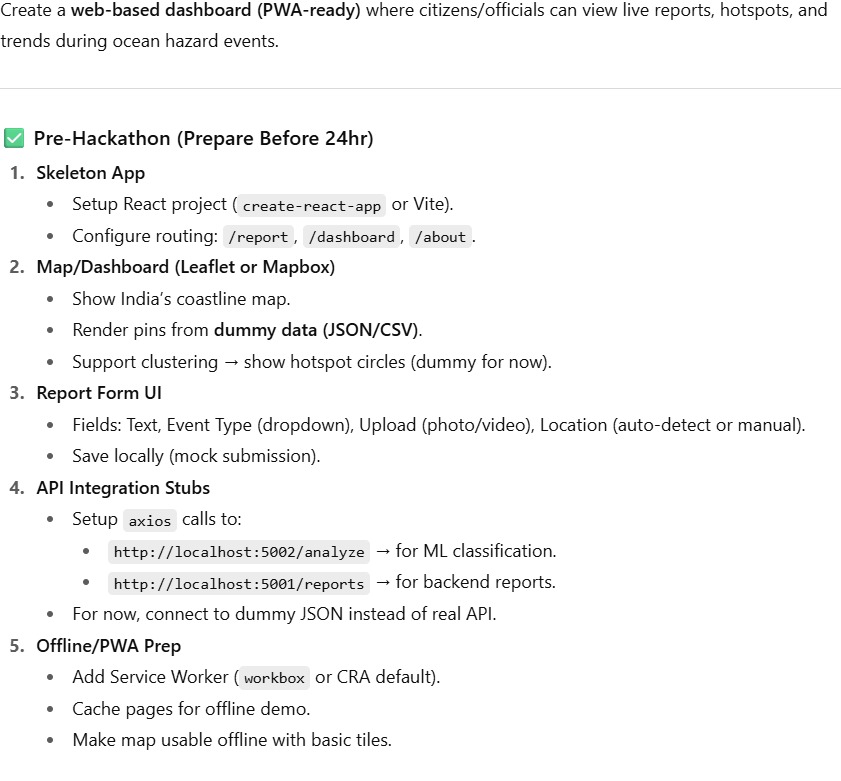 Create a web-based dashboard (PWA-ready) where citizens/officials can view live reports, hotspots, and
trends during ocean hazard events.
✅ Pre-Hackathon (Prepare Before 24hr)
1. Skeleton App
• Setup React project (create-react-app or Vite).
• Configure routing: /report, /dashboard, /about.
2. Map/Dashboard (Leaflet or Mapbox)
• Show India’s coastline map.
• Render pins from dummy data (JSON/CSV).
• Support clustering → show hotspot circles (dummy for now).
3. Report Form UI
• Fields: Text, Event Type (dropdown), Upload (photo/video), Location (auto-detect or manual).
• Save locally (mock submission).
4. API Integration Stubs
• Setup axios calls to:
• http://localhost:5002/analyze → for ML classification.
• http://localhost:5001/reports → for backend reports.
• For now, connect to dummy JSON instead of real API.
5. Offline/PWA Prep
• Add Service Worker (workbox or CRA default).
• Cache pages for offline demo.
• Make map usable offline with basic tiles.